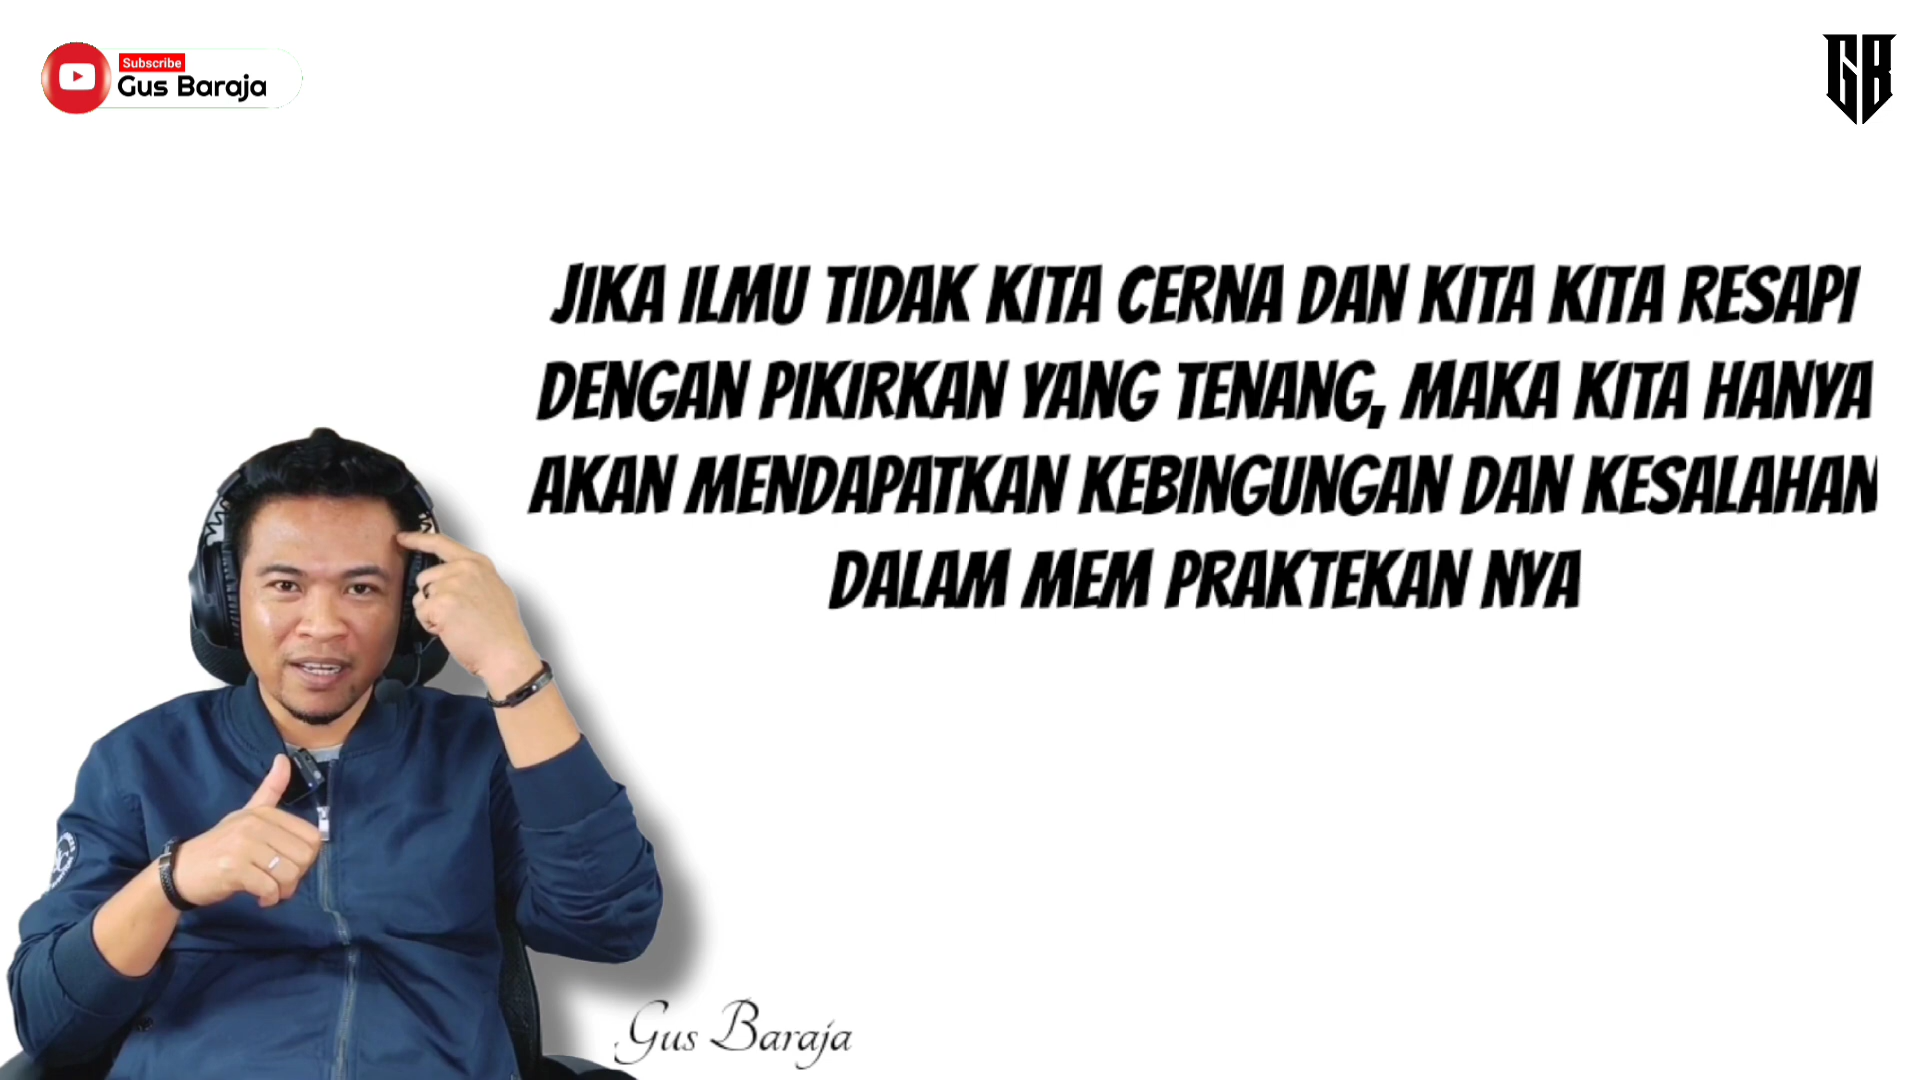 Subscribe
Gus Baraja
GB
JIKA ILMU TIDAK KITA CERNA DAN KITA KITA RESAPI
DENGAN PIKIRKAN YANG TENANG, MAKA KITA HANYA
AKAN MENDAPATKAN KEBINGUNGAN DAN KESALAHAN
DALAM MEM PRAKTEKAN NYA
Gus Baraja